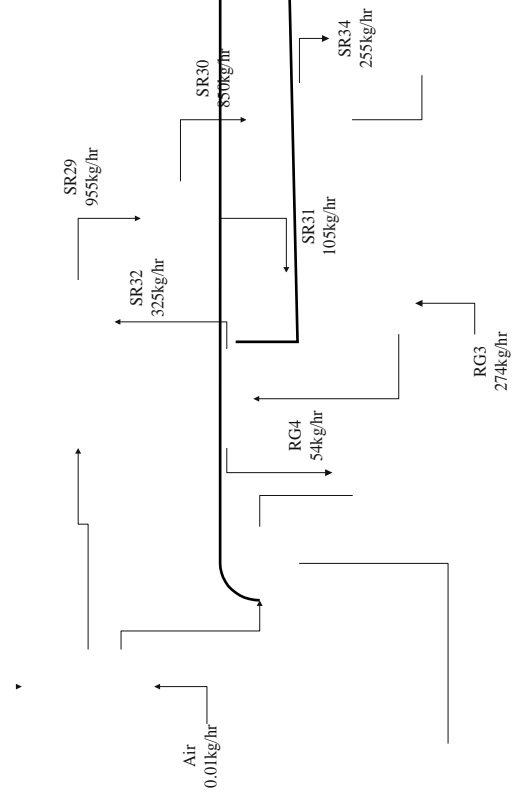 SR34
255kg/hr
SR30
850kg/hr
SR29
955kg/hr
SR31
105kg/hr
SR32
325kg/hr
RG3
274kg/hr
RG4
54kg/hr
Air
0.01kg/hr